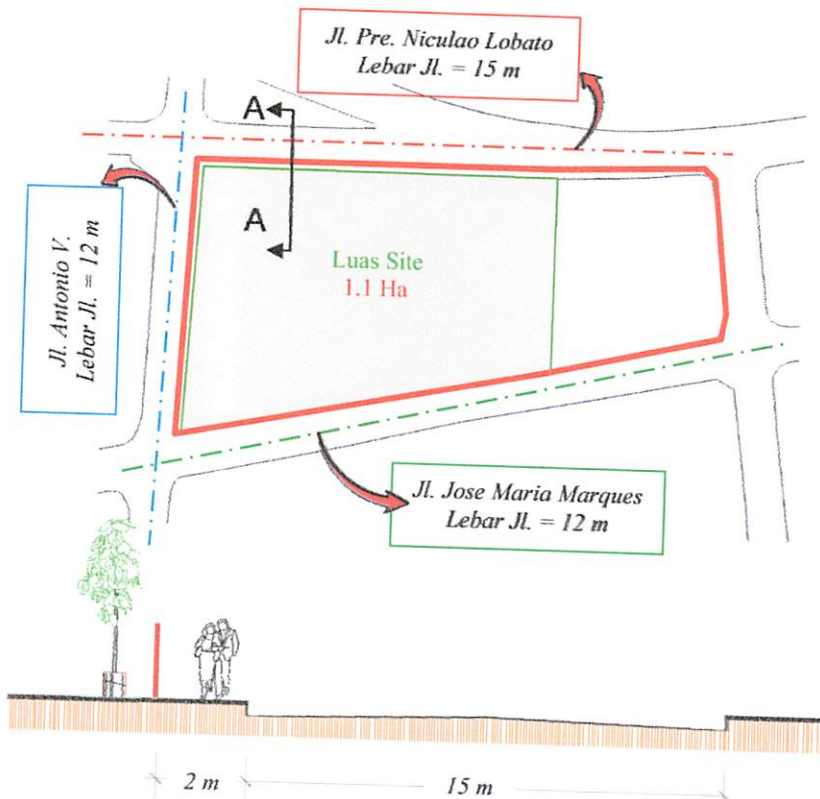 Jl. Pre. Niculao Lobato
Lebar Jl. = 15 m
A
A
Jl. Antonio V.
Lebar Jl. = 12 m
Luas Site
1.1 Ha
Jl. Jose Maria Marques
Lebar Jl. = 12 m
2 m
15 m